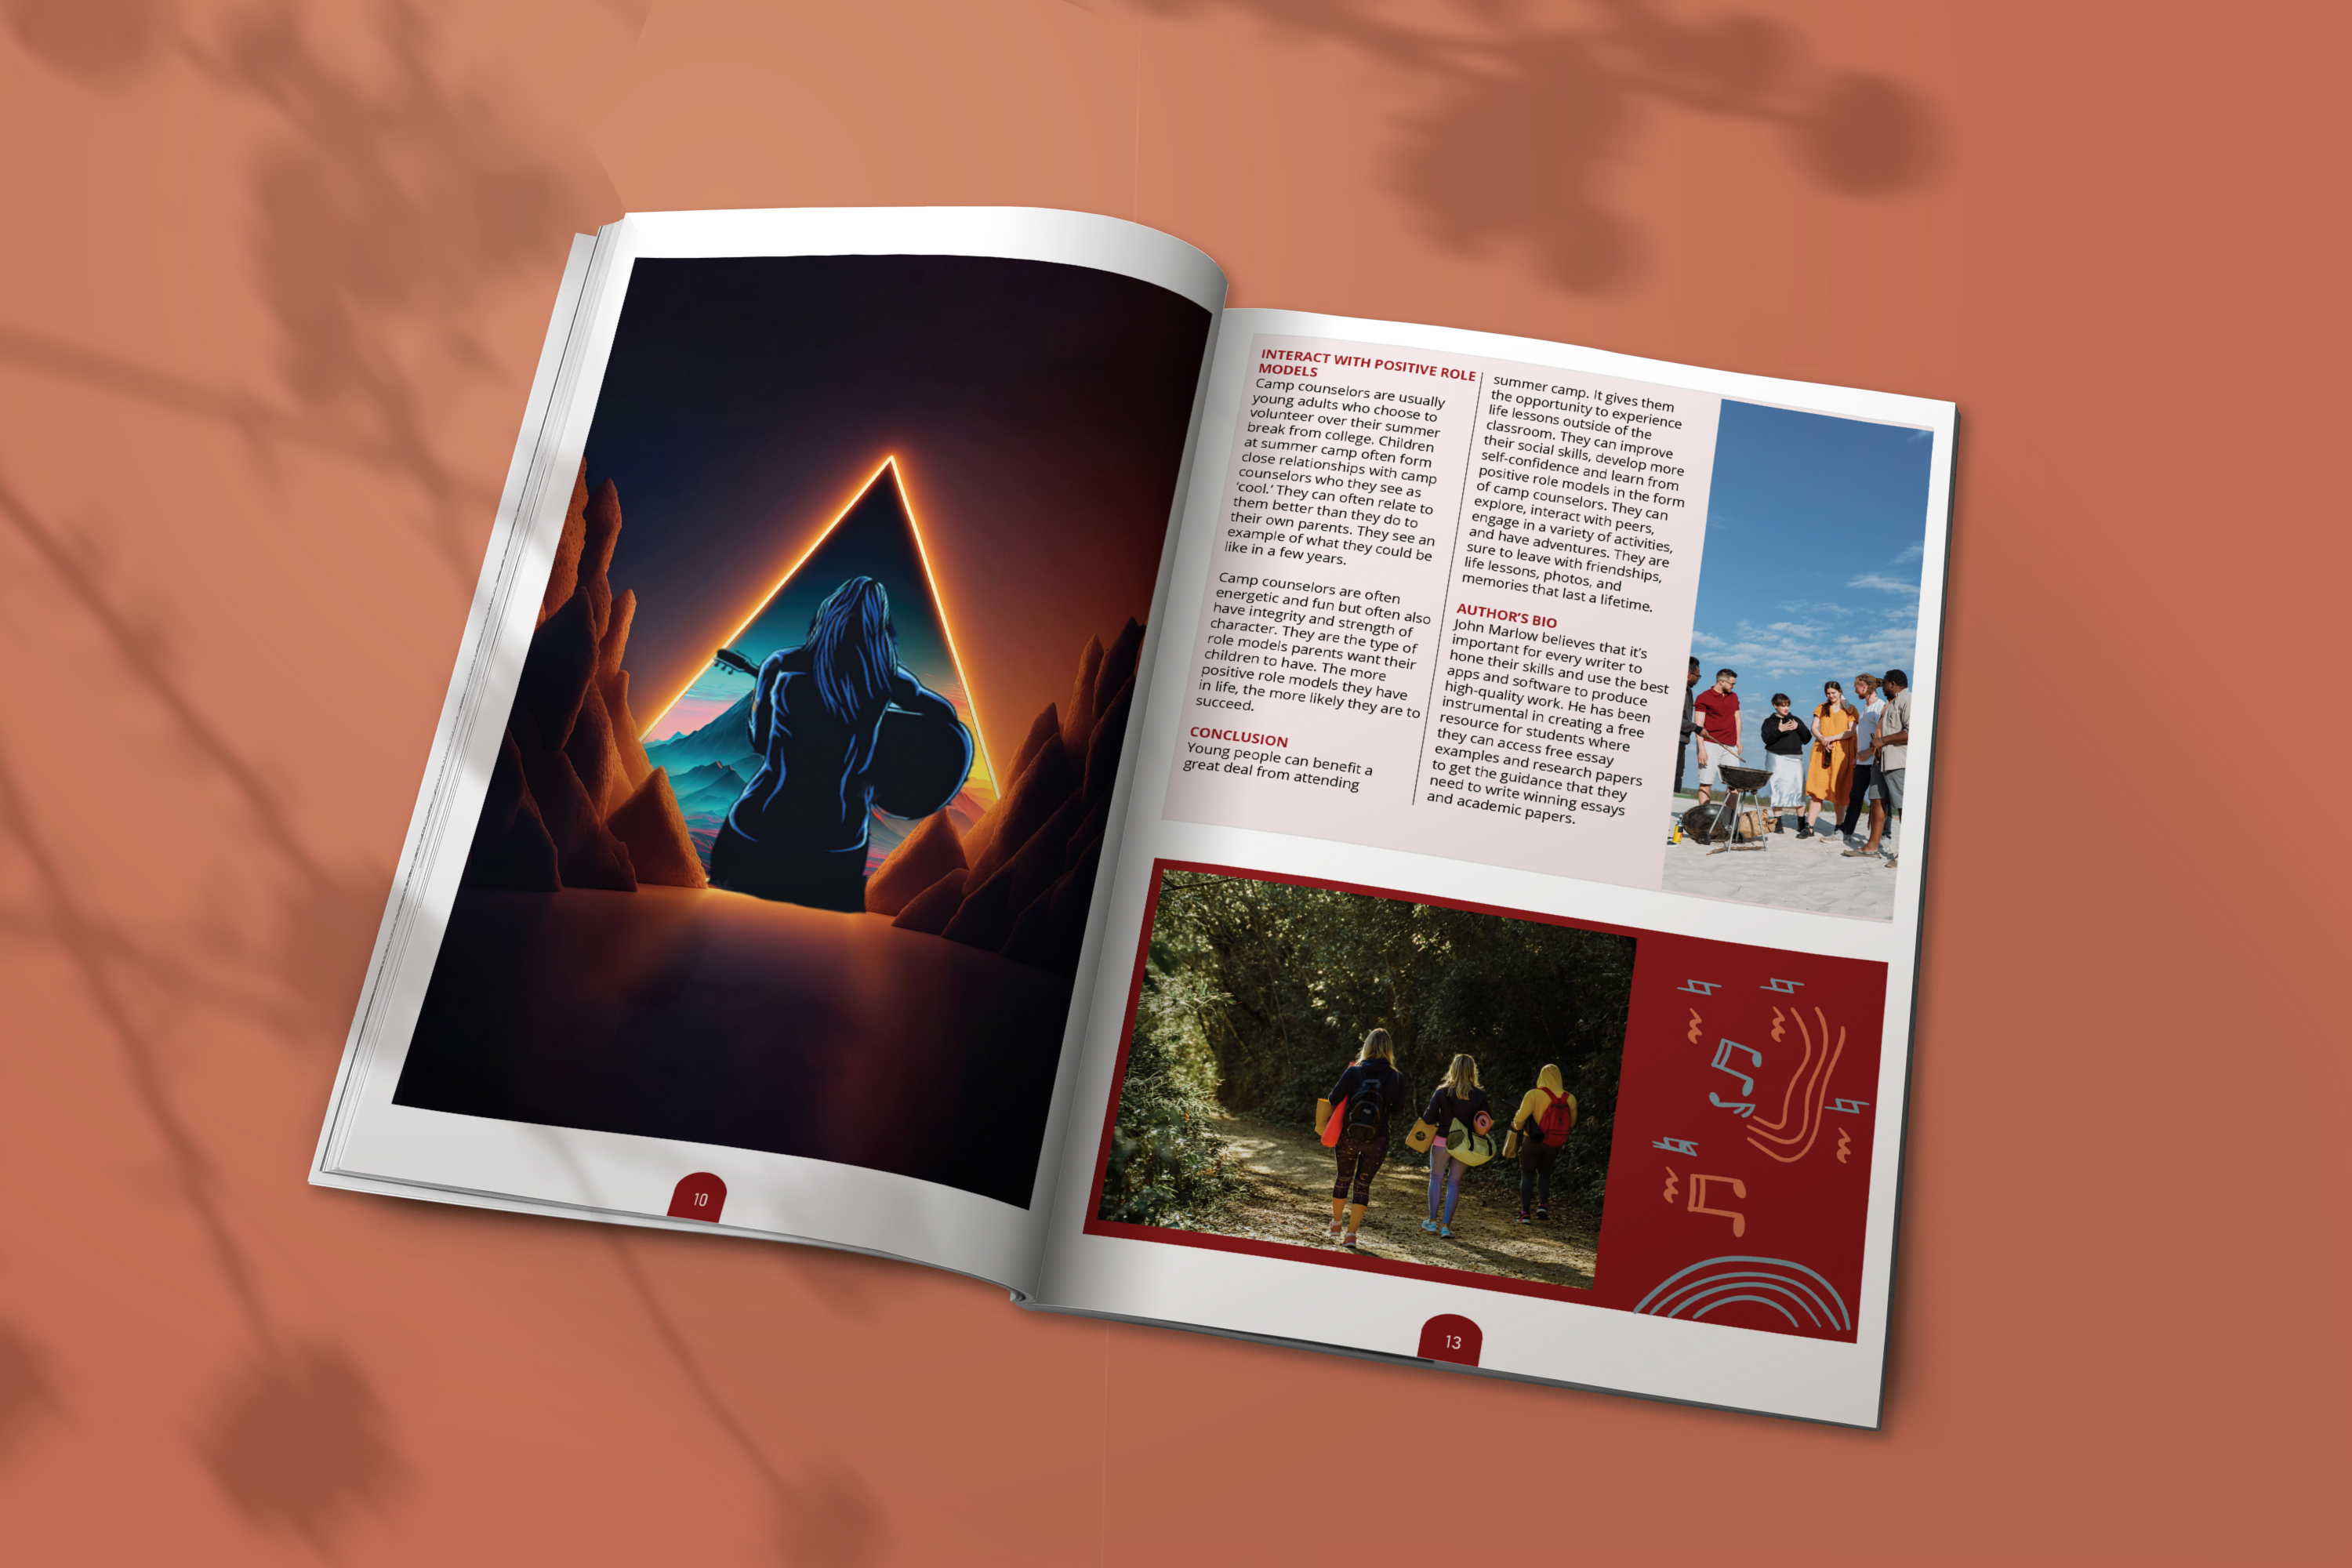 INTERACT WITH POSITIVE ROLE
MODELS
Camp counselors are usually
young adults who choose to
volunteer over their summer
break from college. Children
at summer camp often form
close relationships with camp
counselors who they see as
‘cool.’ They can often relate to
them better than they do to
their own parents. They see an
example of what they could be
like in a few years.
Camp counselors are often
energetic and fun but often also
have integrity and strength of
character. They are the type of
role models parents want their
children to have. The more
positive role models they have
in life, the more likely they are to
succeed.
CONCLUSION
Young people can benefit a
great deal from attending
summer camp. It gives them
the opportunity to experience
life lessons outside of the
classroom. They can improve
their social skills, develop more
self-confidence and learn from
positive role models in the form
of camp counselors. They can
explore, interact with peers,
engage in a variety of activities,
and have adventures. They are
sure to leave with friendships,
life lessons, photos, and
memories that last a lifetime.
AUTHOR’S BIO
John Marlow believes that it’s
important for every writer to
hone their skills and use the best
apps and software to produce
high-quality work. He has been
instrumental in creating a free
resource for students where
they can access free essay
examples and research papers
to get the guidance that they
need to write winning essays
and academic papers.
10
13